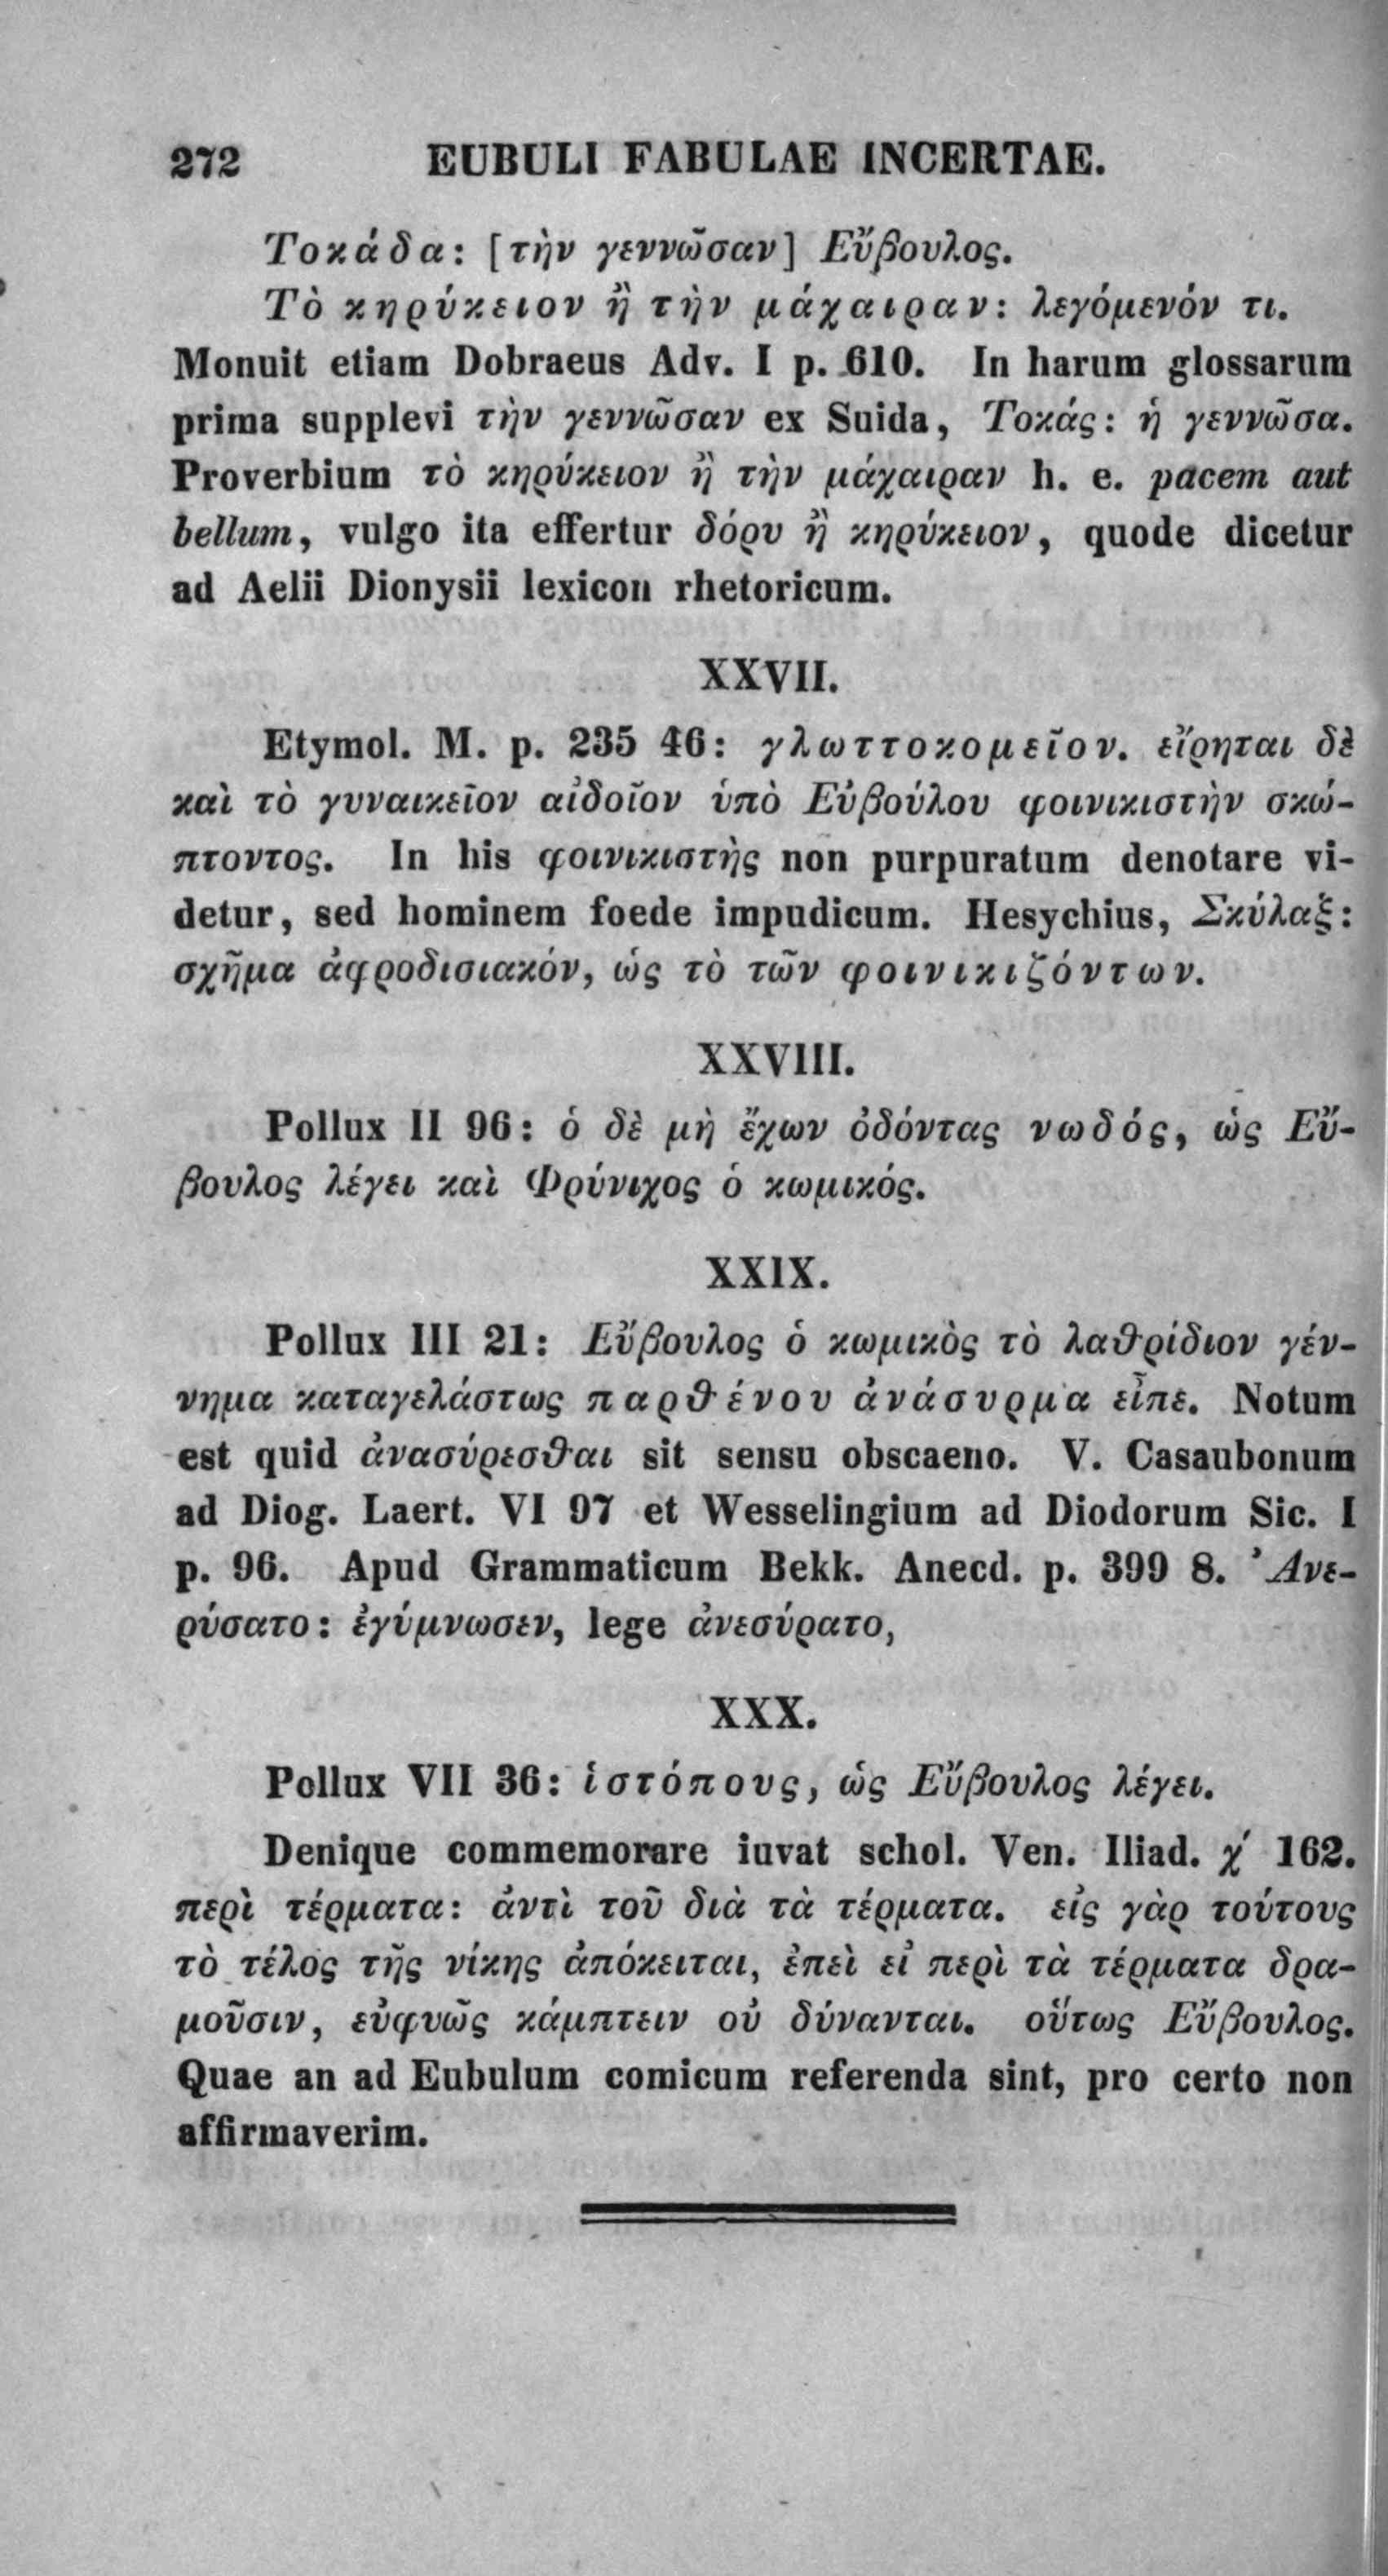 272 EUBULI FABULAE INCERTAE.
Τοκάδα: [τὴν γεννῶσαν] Εὔβουλος.
Τὸ κηρύκειον ἢ τὴν μάχαιραν: λεγόμενόν τι.
Monuit etiam Dobraeus Adv. I p. 610. In harum glossarum
prima supplevi τὴν γεννῶσαν ex Suida, Τοκάς: ἡ γεννῶσα.
Proverbium τὸ κηρύκειον ἢ τὴν μάχαιραν h. e. pacem aut
bellum, vulgo ita effertur δόρυ ἢ κηρύκειον, quode dicetur
ad Aelii Dionysii lexicon rhetoricum.
XXVII.
Etymol. M. p. 235 46: γλωττοκομεῖον. εἴρηται δὲ
καὶ τὸ γυναικεῖον αἰδοῖον ὑπὸ Εὐβούλου φοινικιστὴν σκώ-
πτοντος. In his φοινικιστὴς non purpuratum denotare vi-
detur, sed hominem foede impudicum. Hesychius, Σκύλαξ:
σχῆμα ἀφροδισιακόν, ὡς τὸ τῶν φοινικιζόντων.
XXVIII.
Pollux II 96: ὁ δὲ μὴ ἔχων ὀδόντας νωδός, ὡς Εὔ-
βουλος λέγει καὶ Φρύνιχος ὁ κωμικός.
XXIX.
Pollux III 21: Εὔβουλος ὁ κωμικὸς τὸ λαθρίδιον γέν-
νημα καταγελάστως παρθένου ἀνάσυρμα εἶπε. Notum
est quid ἀνασύρεσθαι sit sensu obscaeno. V. Casaubonum
ad Diog. Laert. VI 97 et Wesselingium ad Diodorum Sic. I
p. 96. Apud Grammaticum Bekk. Anecd. p. 399 8. Ἀνε-
ρύσατο: ἐγύμνωσεν, lege ἀνεσύρατο,
XXX.
Pollux VII 36: ἱστόπους, ὡς Εὔβουλος λέγει.
Denique commemorare iuvat schol. Ven. Iliad. χ´ 162.
περὶ τέρματα: ἀντὶ τοῦ διὰ τὰ τέρματα. εἰς γὰρ τούτους
τὸ τέλος τῆς νίκης ἀπόκειται, ἐπεὶ εἰ περὶ τὰ τέρματα δρα-
μοῦσιν, εὐφυῶς κάμπτειν οὐ δύνανται. οὕτως Εὔβουλος.
Quae an ad Eubulum comicum referenda sint, pro certo non
affirmaverim.